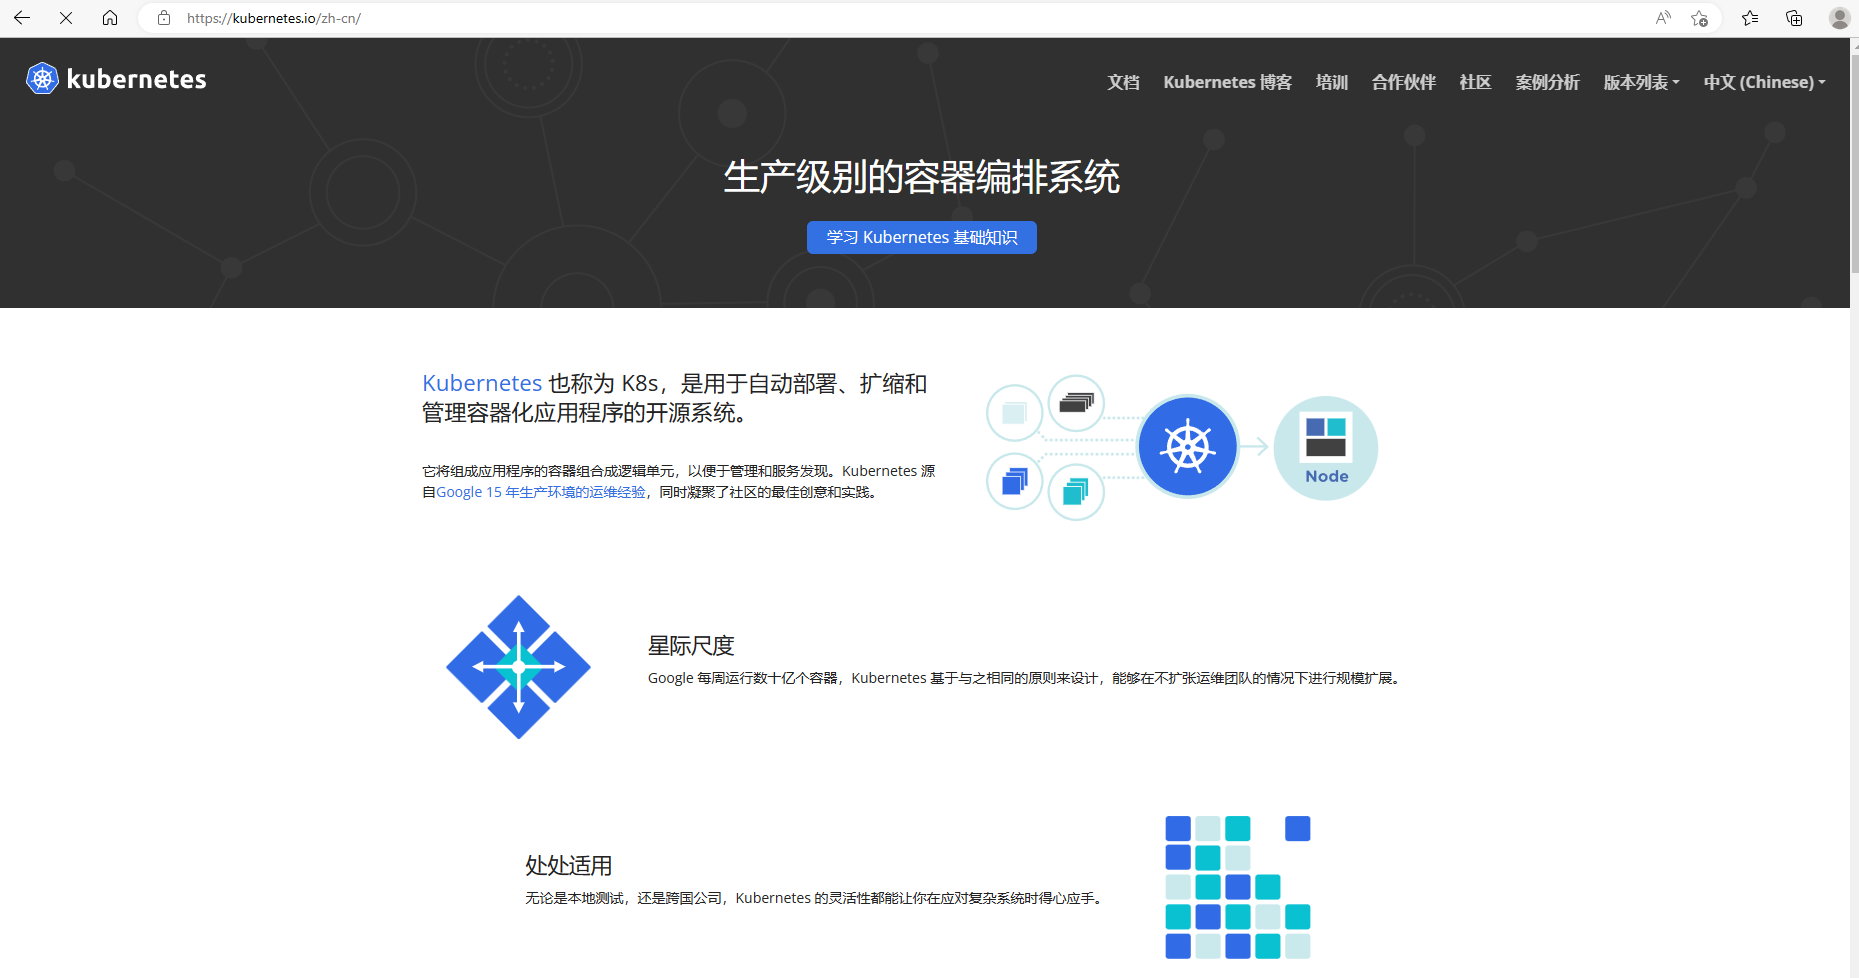 https://kubernetes.io/zh-cn/
kubernetes
文档 Kubernetes 博客 培训 合作伙伴 社区 案例分析 版本列表 中文 (Chinese)
生产级别的容器编排系统
学习 Kubernetes 基础知识
Kubernetes 也称为 K8s，是用于自动部署、扩缩和
管理容器化应用程序的开源系统。
它将组成应用程序的容器组合成逻辑单元，以便于管理和服务发现。Kubernetes 源
自Google 15 年生产环境的运维经验，同时凝聚了社区的最佳创意和实践。
Node
星际尺度
Google 每周运行数十亿个容器，Kubernetes 基于与之相同的原则来设计，能够在不扩张运维团队的情况下进行规模扩展。
处处适用
无论是本地测试，还是跨国公司，Kubernetes 的灵活性都能让你在应对复杂系统时得心应手。